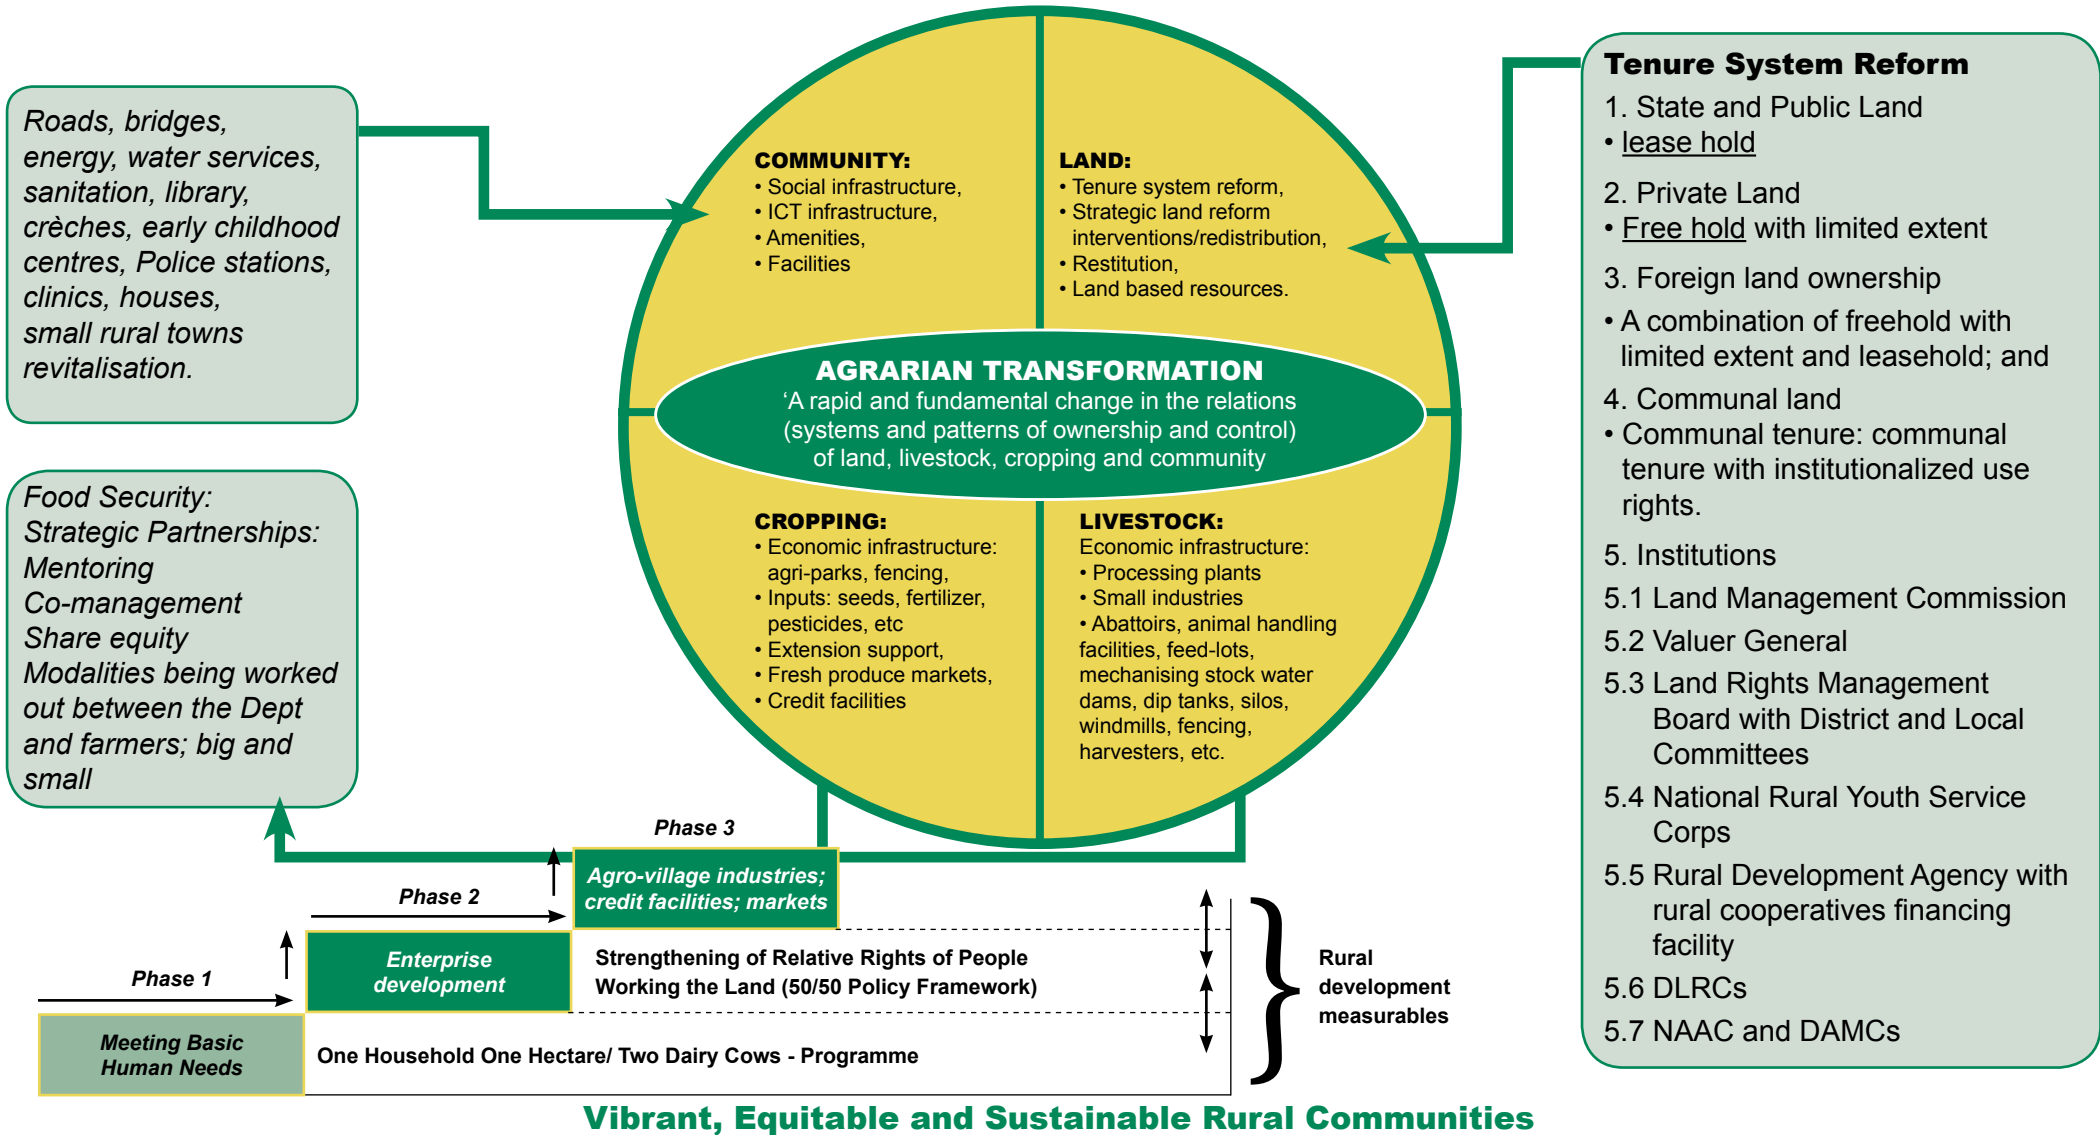 Roads, bridges,
energy, water services,
sanitation, library,
crèches, early childhood
centres, Police stations,
clinics, houses,
small rural towns
revitalisation.
Food Security:
Strategic Partnerships:
Mentoring
Co-management
Share equity
Modalities being worked
out between the Dept
and farmers; big and
small
COMMUNITY:
• Social infrastructure,
• ICT infrastructure,
• Amenities,
• Facilities
LAND:
• Tenure system reform,
• Strategic land reform
interventions/redistribution,
• Restitution,
• Land based resources.
AGRARIAN TRANSFORMATION
‘A rapid and fundamental change in the relations
(systems and patterns of ownership and control)
of land, livestock, cropping and community
CROPPING:
• Economic infrastructure:
agri-parks, fencing,
• Inputs: seeds, fertilizer,
pesticides, etc
• Extension support,
• Fresh produce markets,
• Credit facilities
LIVESTOCK:
Economic infrastructure:
• Processing plants
• Small industries
• Abattoirs, animal handling
facilities, feed-lots,
mechanising stock water
dams, dip tanks, silos,
windmills, fencing,
harvesters, etc.
Tenure System Reform
1. State and Public Land
• lease hold
2. Private Land
• Free hold with limited extent
3. Foreign land ownership
• A combination of freehold with
limited extent and leasehold; and
4. Communal land
• Communal tenure: communal
tenure with institutionalized use
rights.
5. Institutions
5.1 Land Management Commission
5.2 Valuer General
5.3 Land Rights Management
Board with District and Local
Committees
5.4 National Rural Youth Service
Corps
5.5 Rural Development Agency with
rural cooperatives financing
facility
5.6 DLRCs
5.7 NAAC and DAMCs
Phase 3
Agro-village industries;
credit facilities; markets
Phase 2
Enterprise
development
Strengthening of Relative Rights of People
Working the Land (50/50 Policy Framework)
Phase 1
Meeting Basic
Human Needs
One Household One Hectare/ Two Dairy Cows - Programme
Rural
development
measurables
Vibrant, Equitable and Sustainable Rural Communities